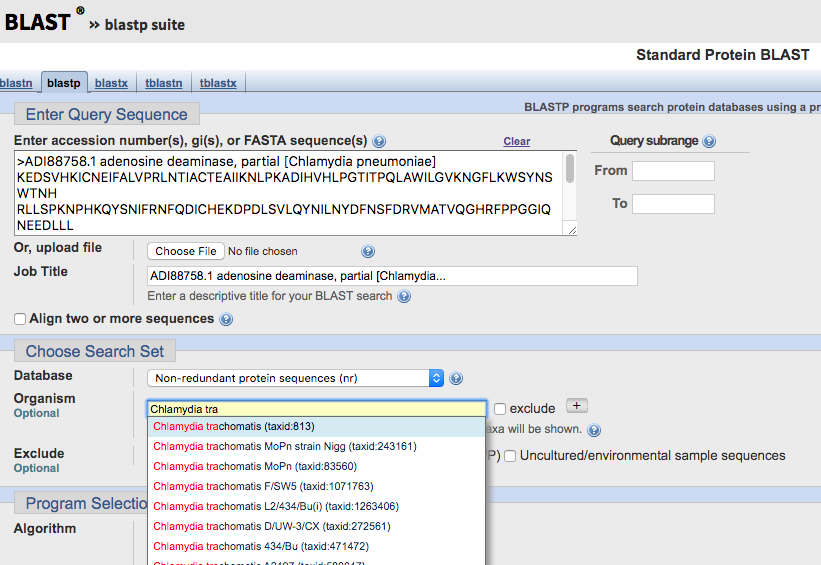 BLAST ® » blastp suite
Standard Protein BLAST
blastn blastp blastx tblastn tblastx
Enter Query Sequence
BLASTP programs search protein databases using a pr
Enter accession number(s), gi(s), or FASTA sequence(s) ? Clear Query subrange ?
>ADI88758.1 adenosine deaminase, partial [Chlamydia pneumoniae]
KEDSVHKICNEIFALVPRLNTIACTEAIIKNLPKADIHVHLPGTITPQLAWILGVKNGFLKWSYNS
WTNH
RLLSPKNPHKQYSNIFRNFQDICHEKDPDLSVLQYNILNYDFNSFDRVMATVQGHRFPPGGIQ
NEEDLLL
From
To
Or, upload file Choose File No file chosen ?
Job Title ADI88758.1 adenosine deaminase, partial [Chlamydia...
Enter a descriptive title for your BLAST search ?
Align two or more sequences ?
Choose Search Set
Database Non-redundant protein sequences (nr) ?
Organism
Optional
Chlamydia tra exclude +
axa will be shown. ?
Chlamydia trachomatis (taxid:813)
Chlamydia trachomatis MoPn strain Nigg (taxid:243161)
Exclude
Optional
P) Uncultured/environmental sample sequences
Chlamydia trachomatis MoPn (taxid:83560)
Chlamydia trachomatis F/SW5 (taxid:1071763)
Program Selectio
Chlamydia trachomatis L2/434/Bu(i) (taxid:1263406)
Algorithm
Chlamydia trachomatis D/UW-3/CX (taxid:272561)
Chlamydia trachomatis 434/Bu (taxid:471472)